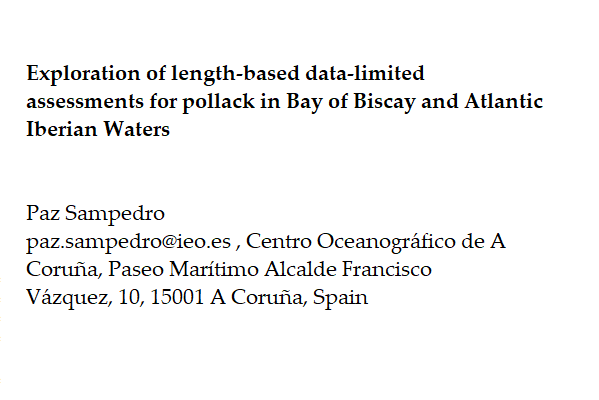 Exploration of length-based data-limited
assessments for pollack in Bay of Biscay and Atlantic
Iberian Waters
Paz Sampedro
paz.sampedro@ieo.es , Centro Oceanográfico de A
Coruña, Paseo Marítimo Alcalde Francisco
Vázquez, 10, 15001 A Coruña, Spain